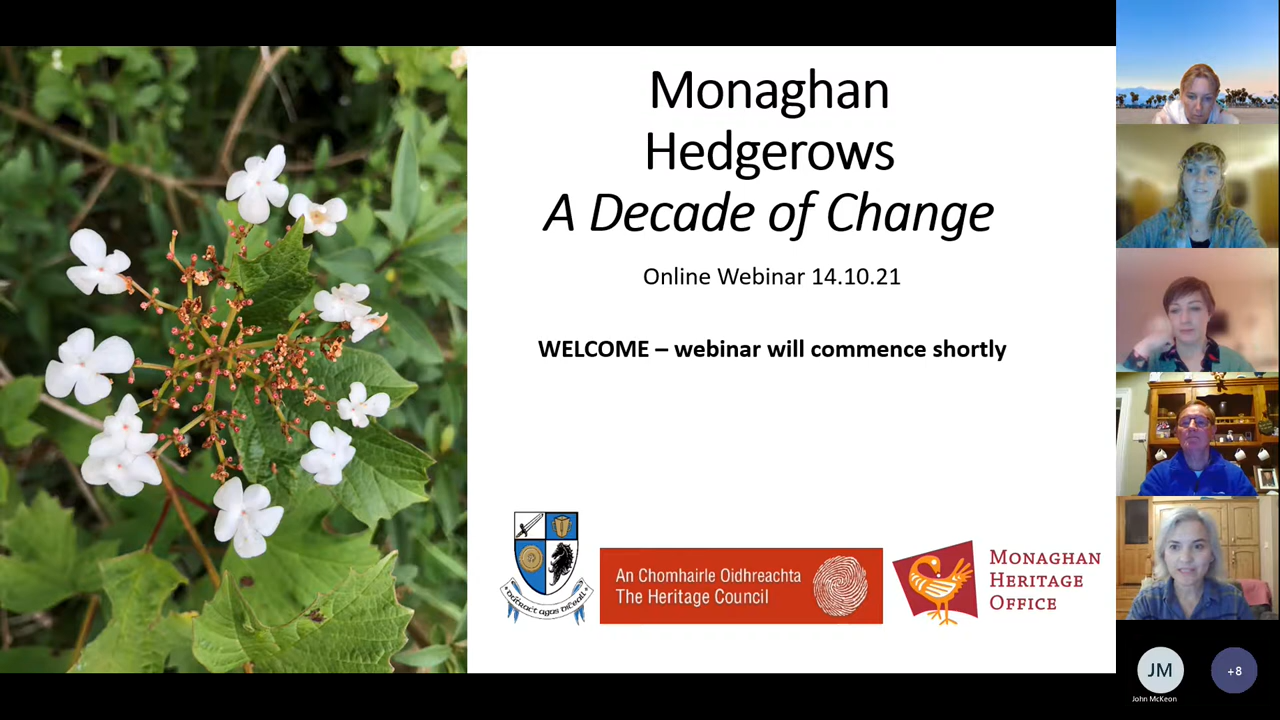 Monaghan
Hedgerows
A Decade of Change
Online Webinar 14.10.21
WELCOME – webinar will commence shortly
An Chomhairle Oidhreachta
The Heritage Council
MONAGHAN
HERITAGE
OFFICE
JM
John McKeon
+8